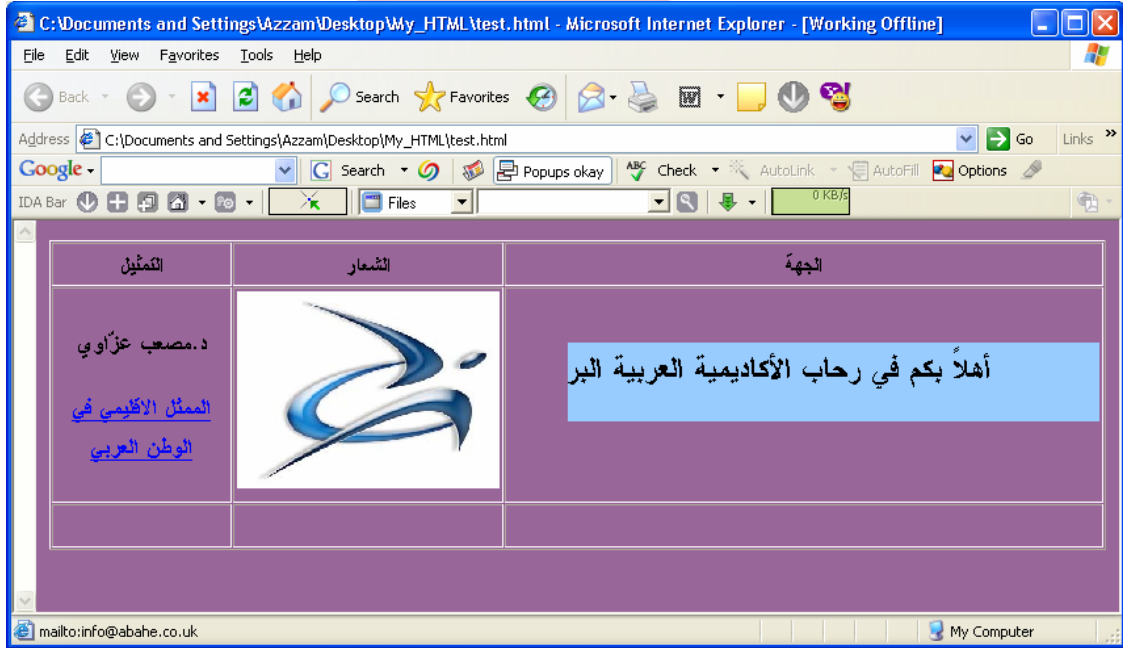 C:\Documents and Settings\Azzam\Desktop\My_HTML\test.html - Microsoft Internet Explorer - [Working Offline]
File Edit View Favorites Tools Help
Back Search Favorites
Address C:\Documents and Settings\Azzam\Desktop\My_HTML\test.html Go Links »
Google Search Popups okay ABC Check AutoLink AutoFill Options
IDA Bar Files 0 KB/s
الجهة الشعار التمثيل
أهلاً بكم في رحاب الأكاديمية العربية البر
د.مصعب عزّاوي
الممثل الاقليمي في
الوطن العربي
mailto:info@abahe.co.uk My Computer